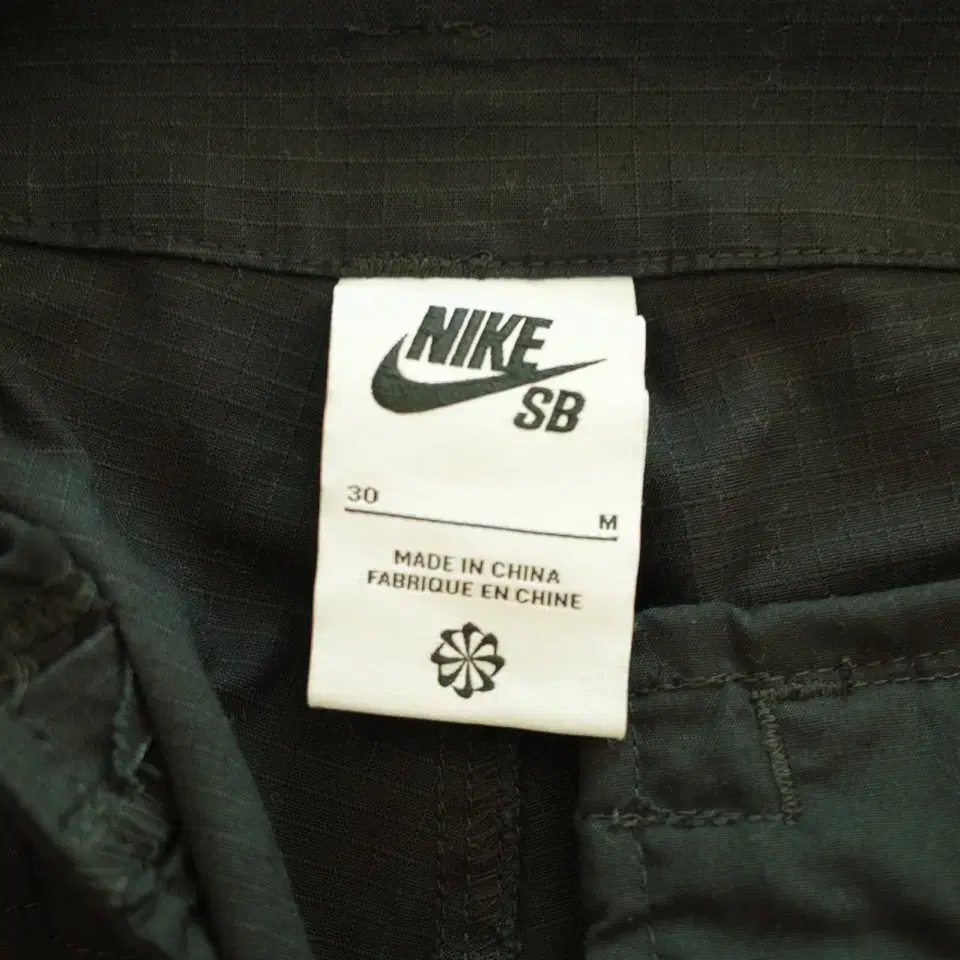 NIKE
SB
30
M
MADE IN CHINA
FABRIQUE EN CHINE